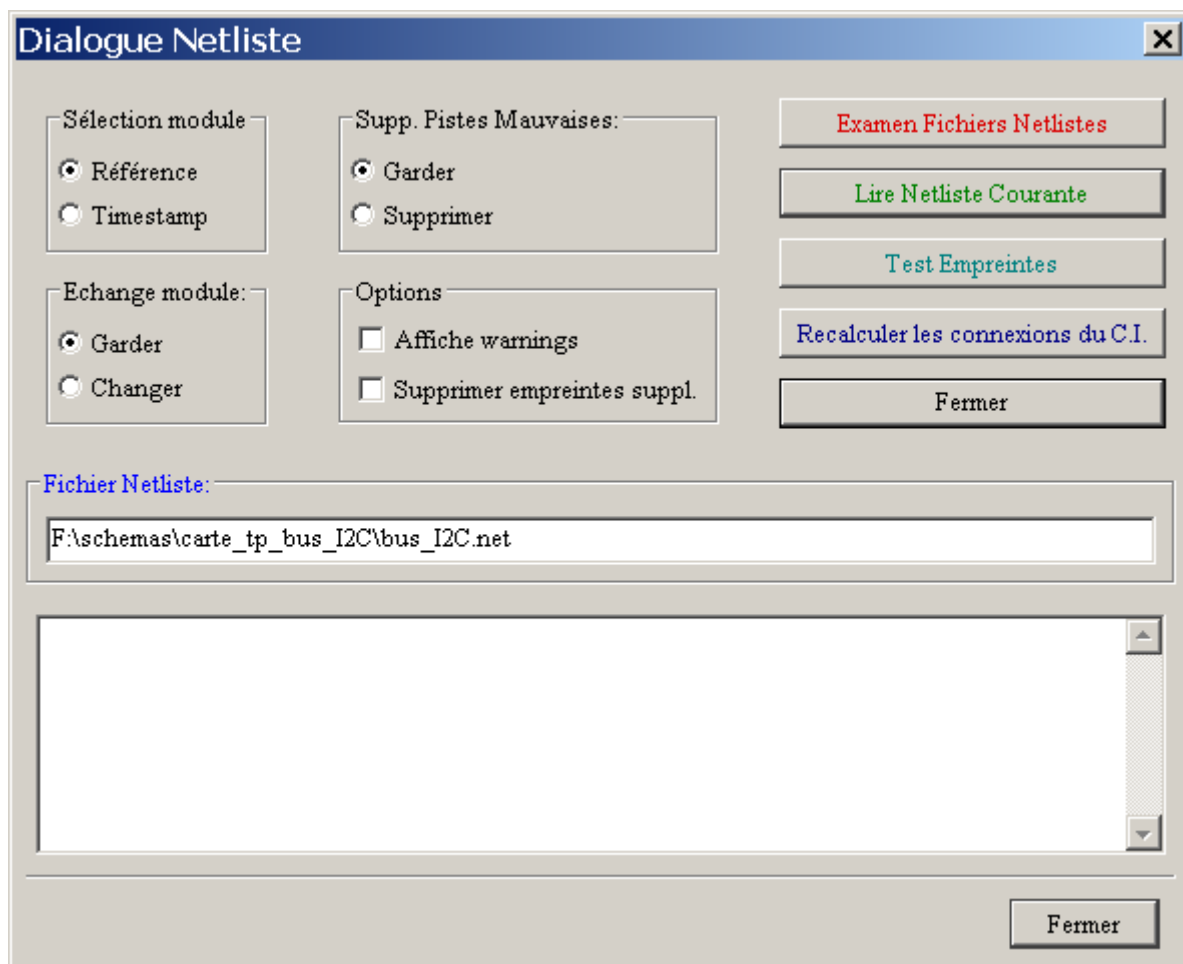 Dialogue Netliste
Sélection module
Référence
Timestamp
Supp. Pistes Mauvaises:
Garder
Supprimer
Examen Fichiers Netlistes
Lire Netliste Courante
Test Empreintes
Recalculer les connexions du C.I.
Fermer
Echange module:
Garder
Changer
Options
Affiche warnings
Supprimer empreintes suppl.
Fichier Netliste:
F:\schemas\carte_tp_bus_I2C\bus_I2C.net
Fermer